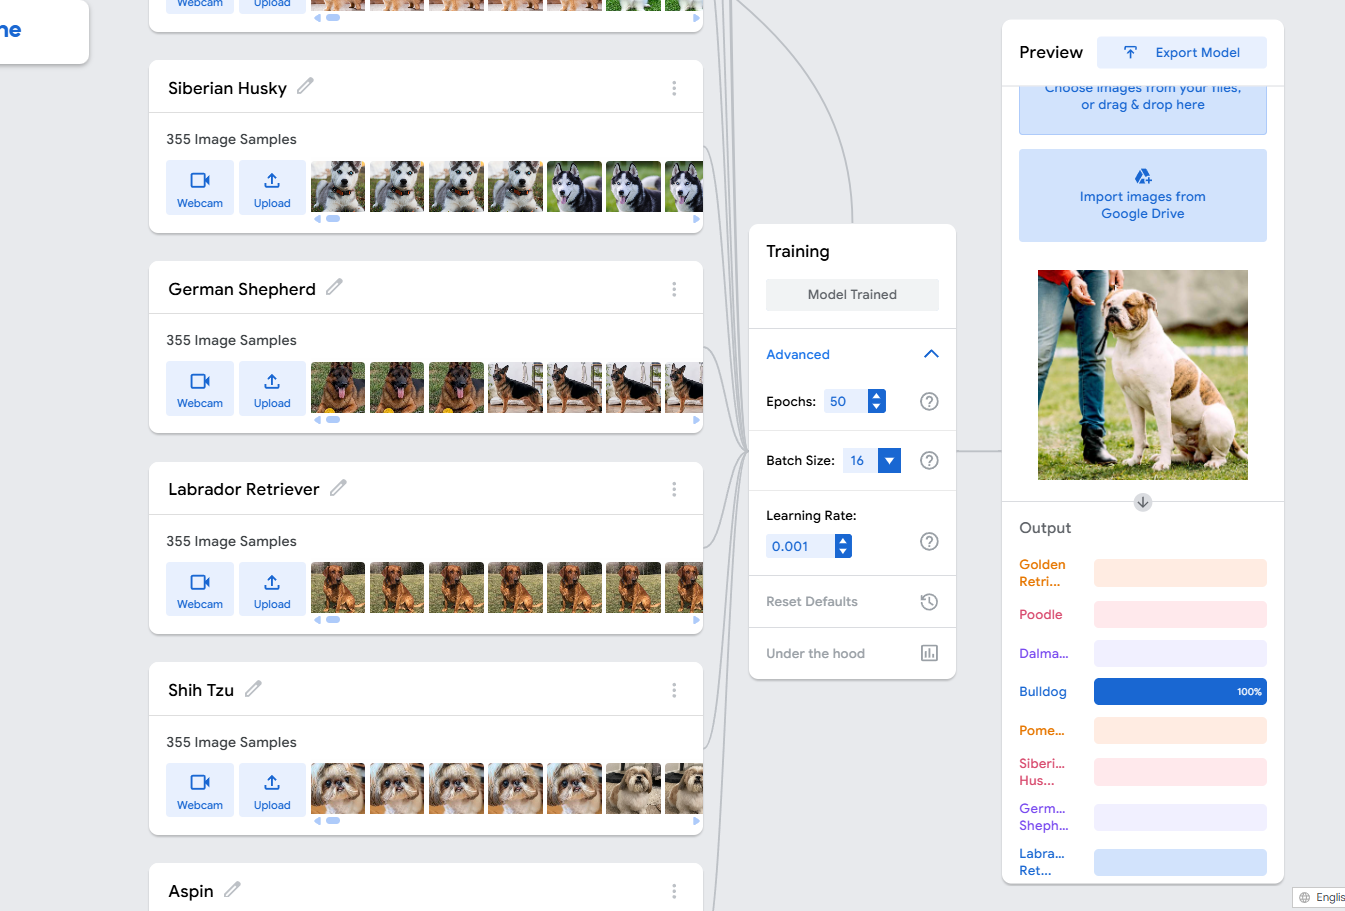 Webcam
Upload
Siberian Husky
355 Image Samples
Webcam
Upload
German Shepherd
355 Image Samples
Webcam
Upload
Labrador Retriever
355 Image Samples
Webcam
Upload
Shih Tzu
355 Image Samples
Webcam
Upload
Aspin
Training
Model Trained
Advanced
Epochs: 50
Batch Size: 16
Learning Rate:
0.001
Reset Defaults
Under the hood
Preview
Export Model
Choose images from your files,
or drag & drop here
Import images from
Google Drive
Output
Golden
Retri...
Poodle
Dalma...
Bulldog
100%
Pome...
Siberi...
Hus...
Germ...
Sheph...
Labra...
Ret...
Englis